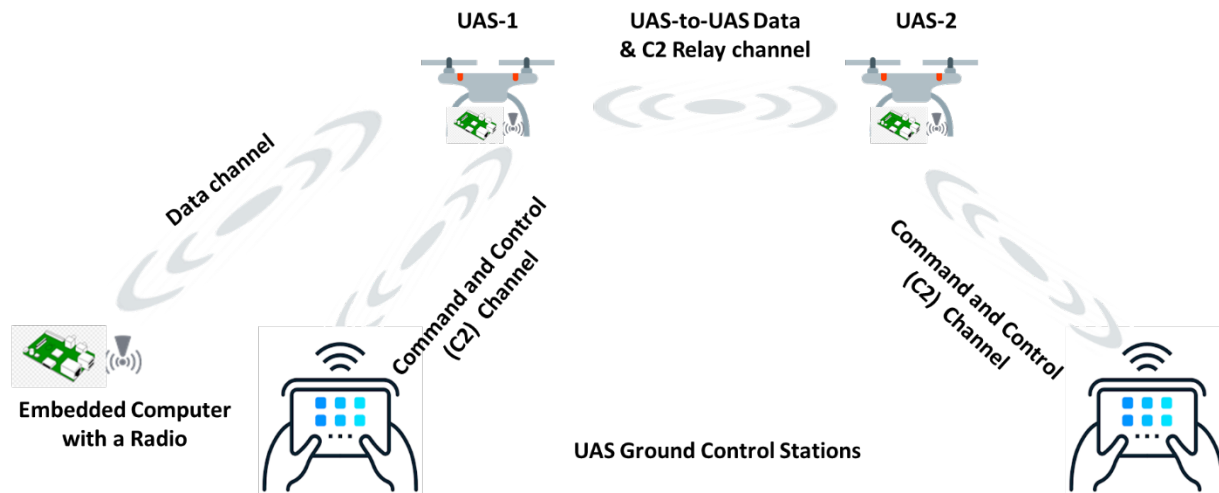 UAS-1
UAS-to-UAS Data
& C2 Relay channel
UAS-2
Data channel
Command and Control
(C2) Channel
Command and Control
(C2) Channel
Embedded Computer
with a Radio
UAS Ground Control Stations